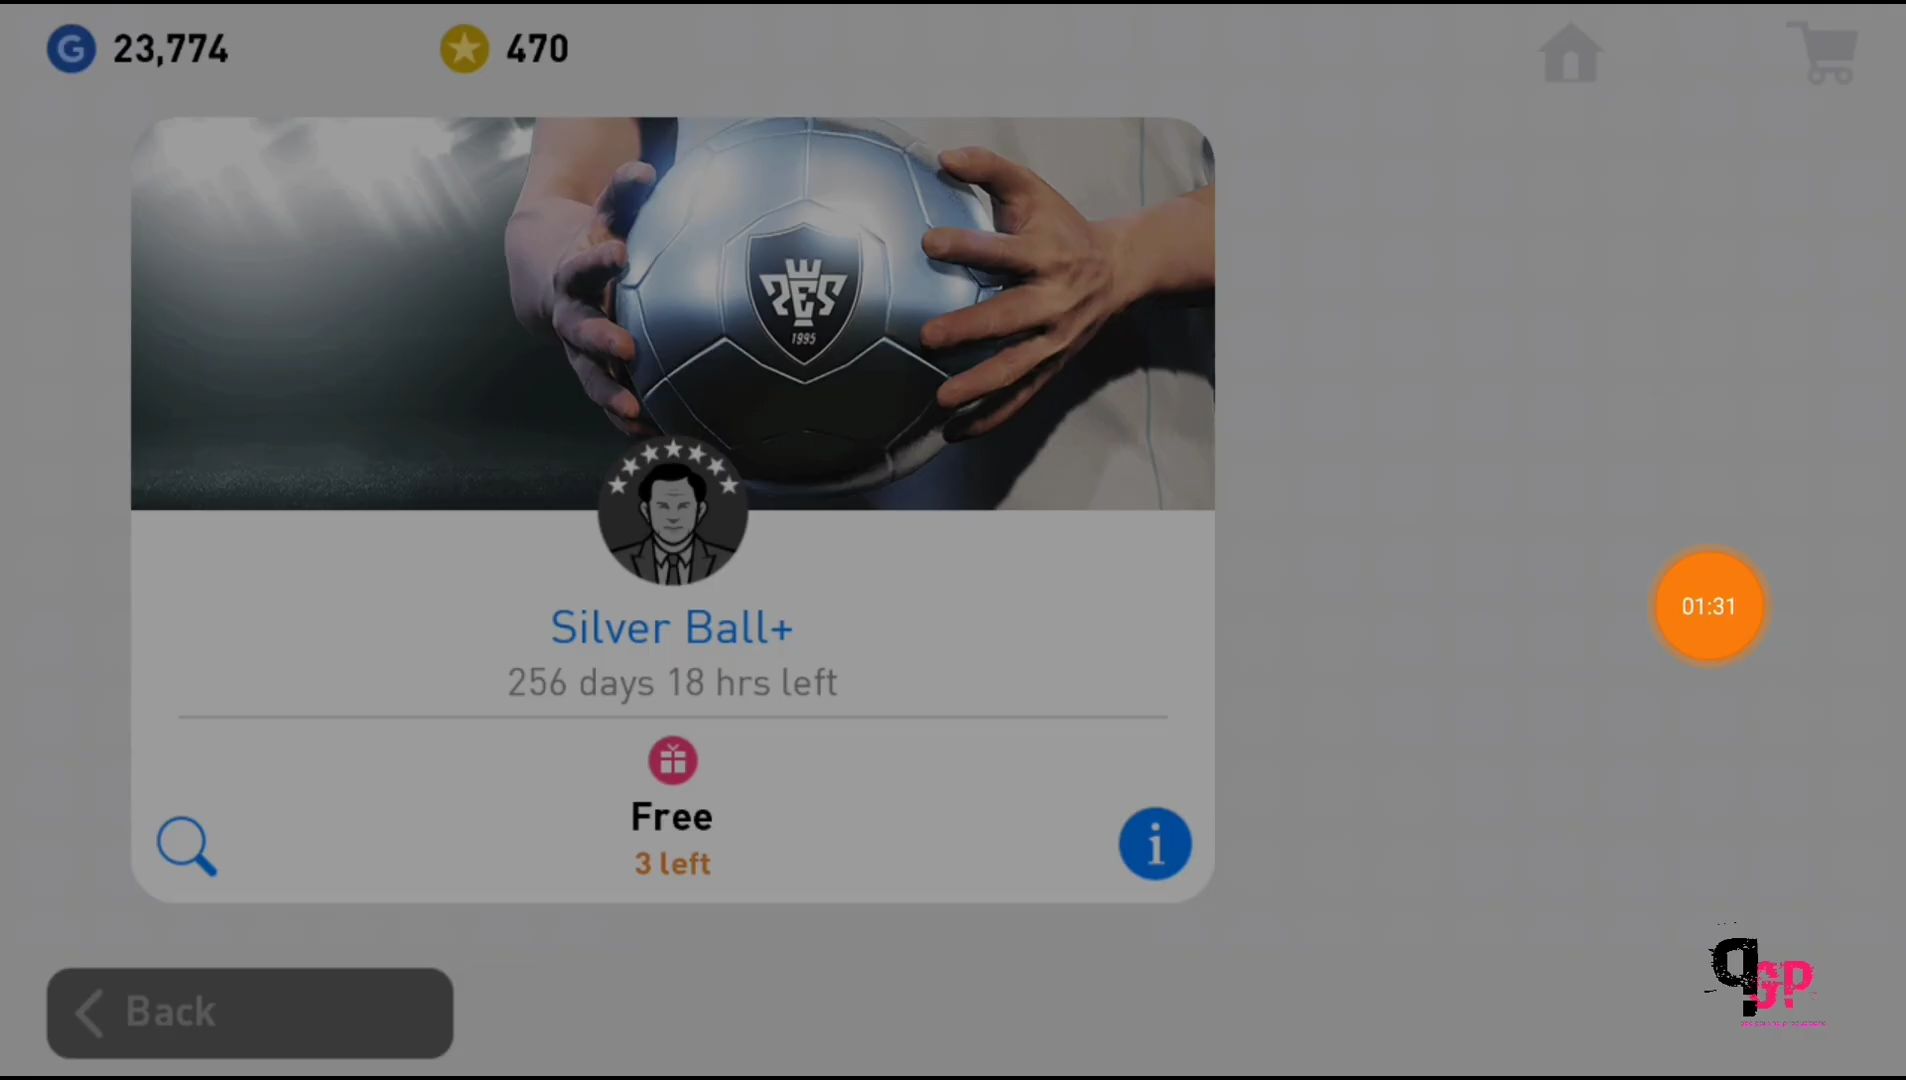 G 23,774
470
PES
1995
Silver Ball+
256 days 18 hrs left
Free
3 left
i
01:31
Back